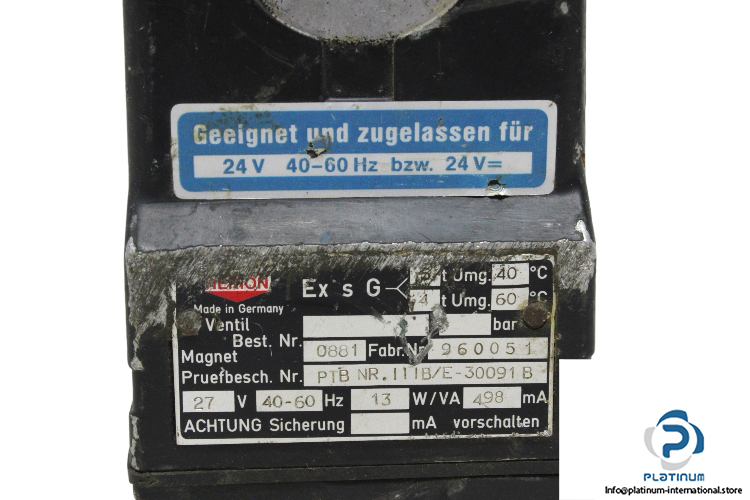 Geeignet und zugelassen für
24 V 40-60 Hz bzw. 24 V=
HERION
Made in Germany
Ex s G
t Umg. 40 °C
t Umg. 60 °C
Ventil bar
Best. Nr.
Magnet 0881 Fabr. Nr. 960051
Pruefbesch. Nr. PTB NR. III B/E-30091 B
27 V 40-60 Hz 13 W/VA 498 mA
ACHTUNG Sicherung mA vorschalten
PLATINUM
Info@platinum-international.store